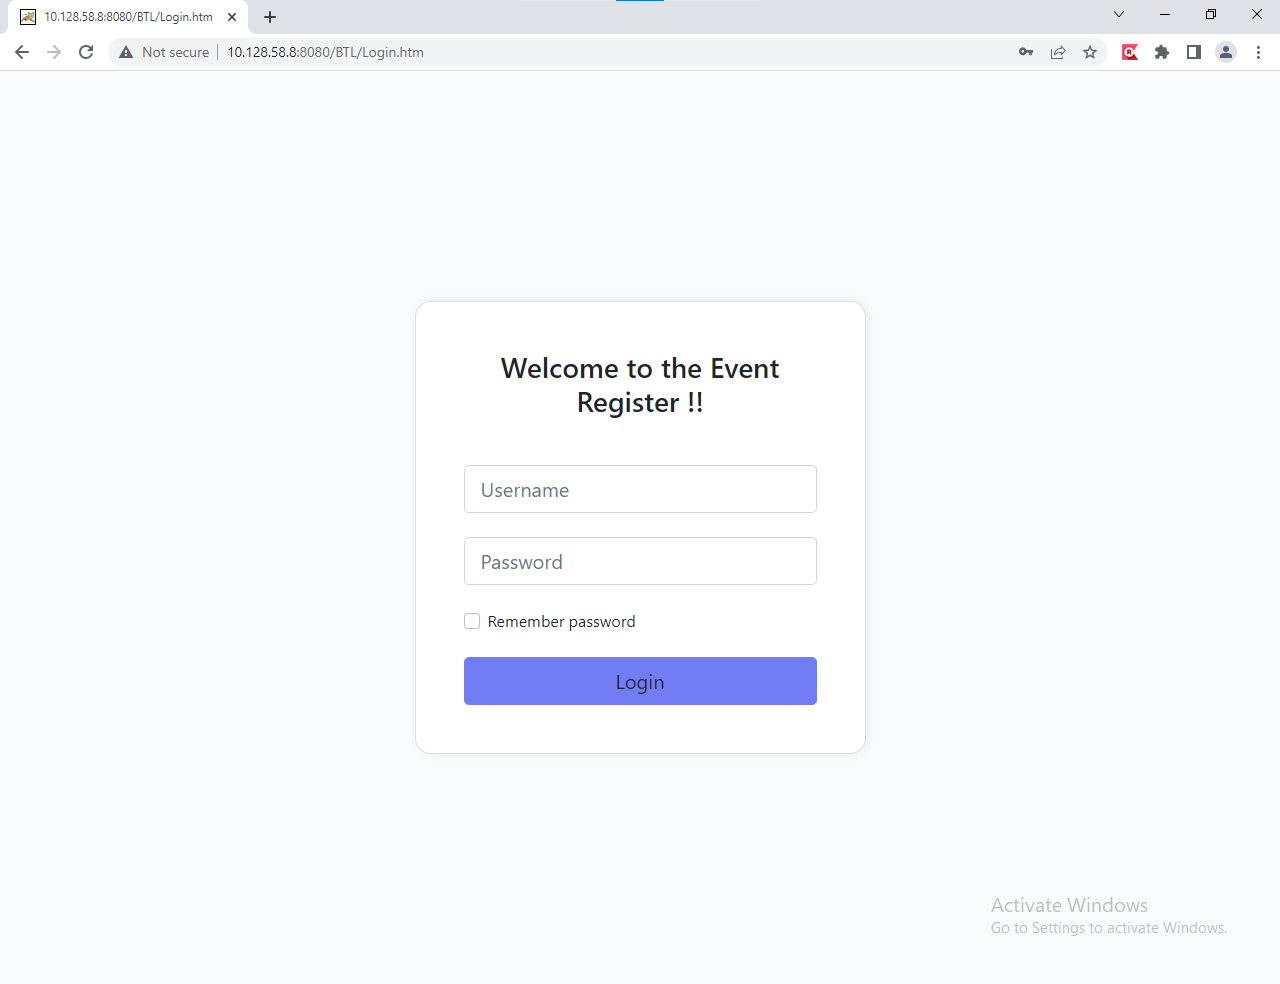 10.128.58.8:8080/BTL/Login.htm
Not secure
10.128.58.8:8080/BTL/Login.htm
Welcome to the Event
Register !!
Username
Password
Remember password
Login
Activate Windows
Go to Settings to activate Windows.